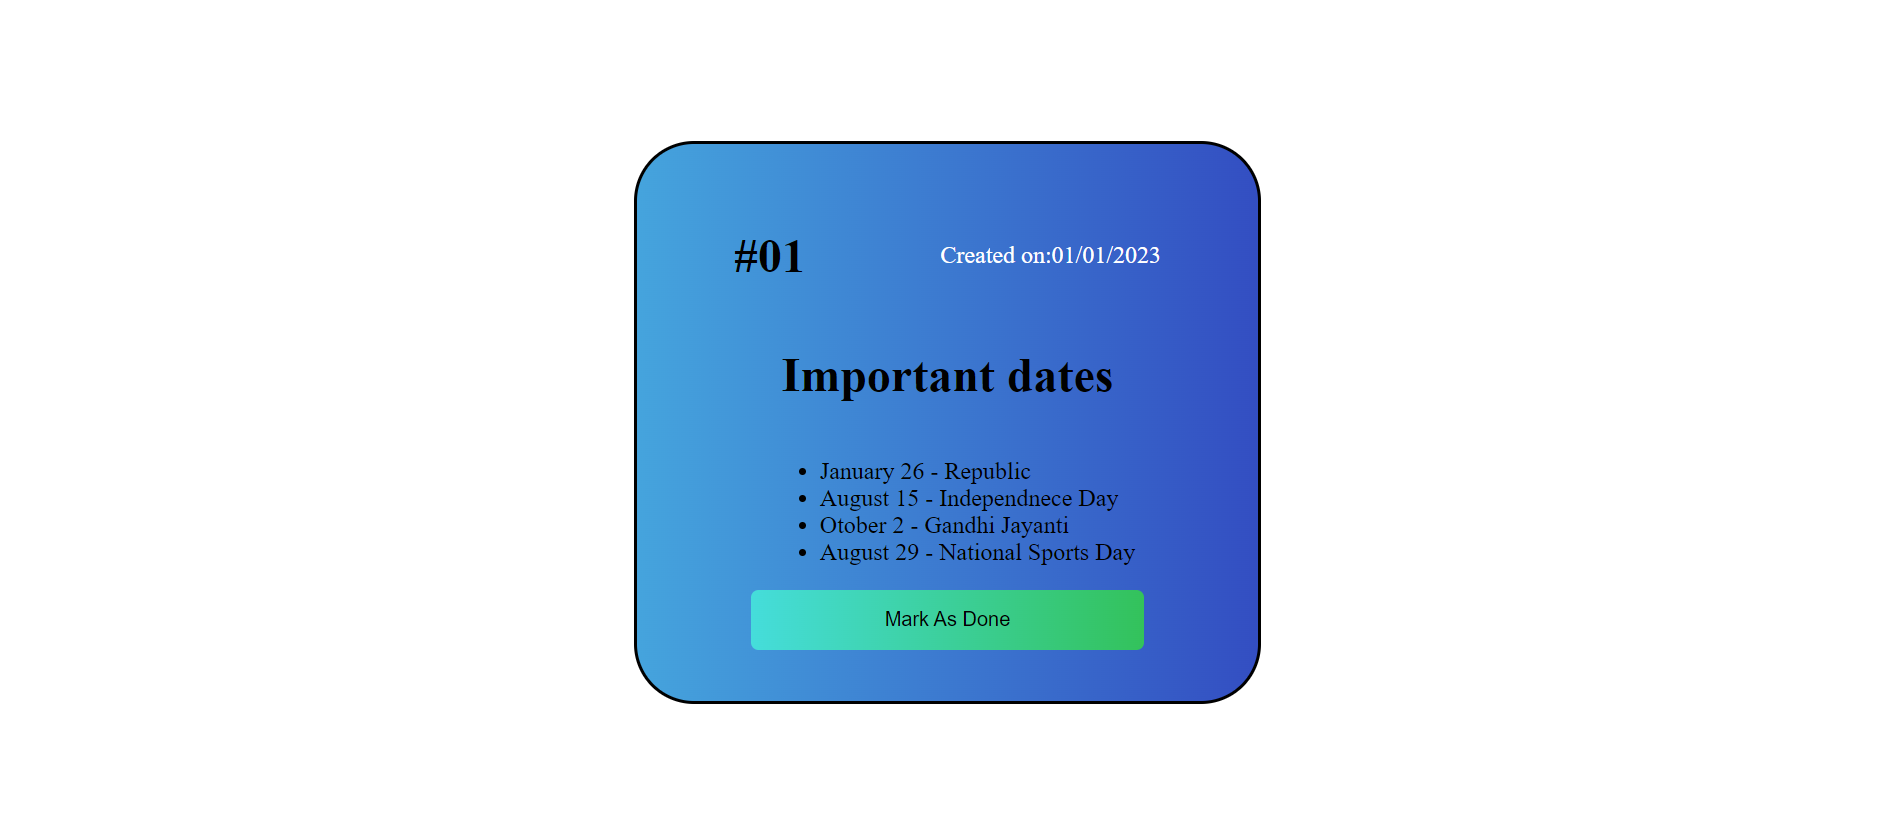 #01
Created on:01/01/2023
Important dates
January 26 - Republic
August 15 - Independnece Day
Otober 2 - Gandhi Jayanti
August 29 - National Sports Day
Mark As Done